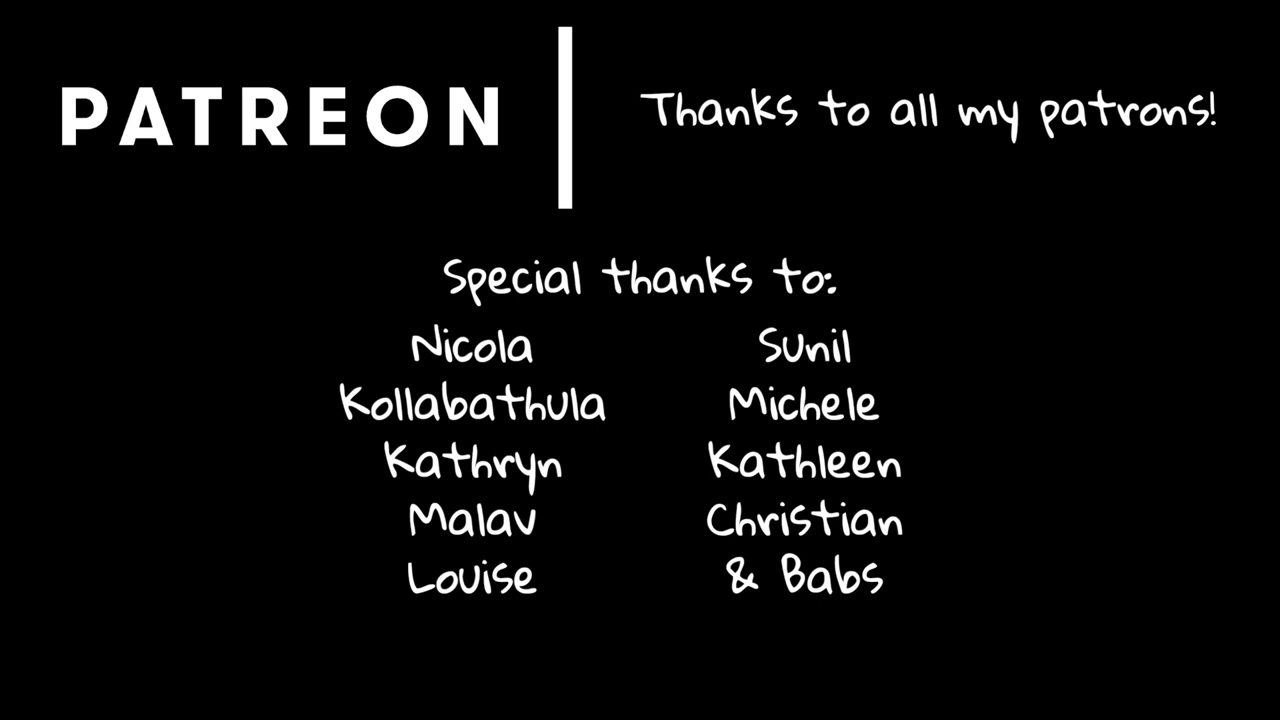 PATREON
Thanks to all my patrons!
Special thanks to:
Nicola
Kollabathula
Kathryn
Malav
Louise
Sunil
Michele
Kathleen
Christian
& Babs